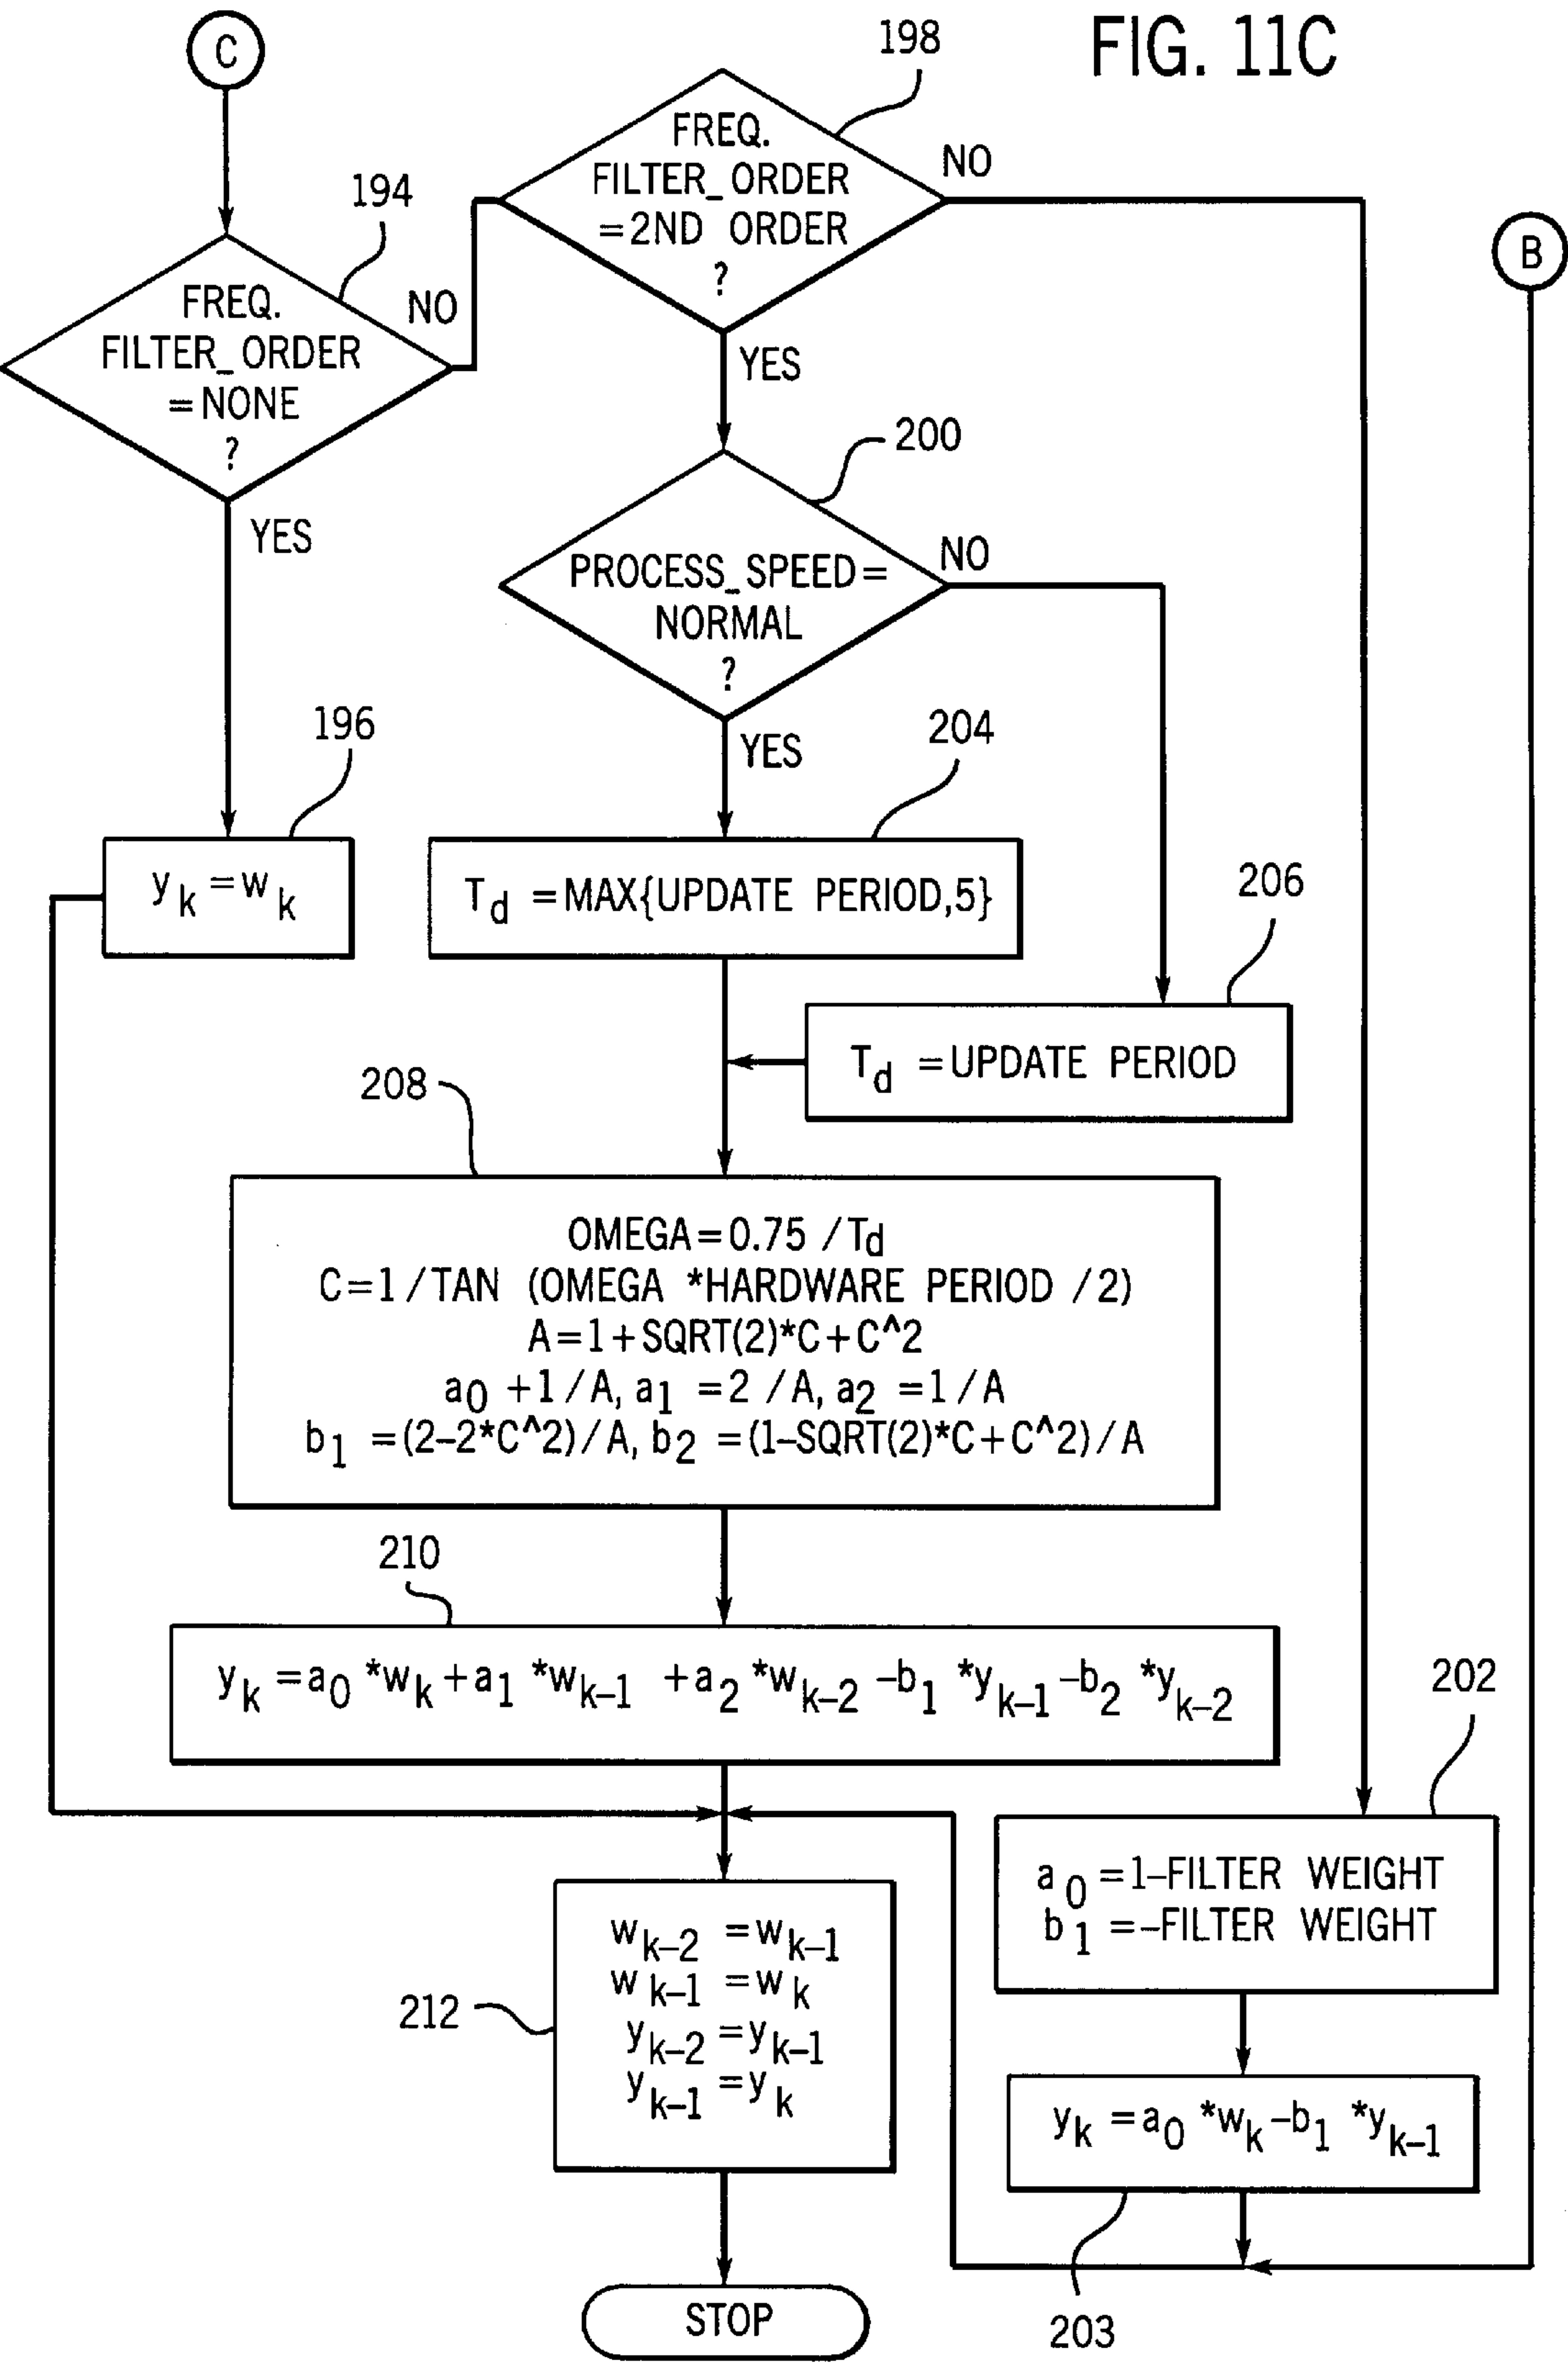 FIG. 11C
C
198
FREQ.
FILTER_ORDER
=2ND ORDER
?
NO
YES
B
194
FREQ.
FILTER_ORDER
=NONE
?
NO
YES
200
PROCESS_SPEED=
NORMAL
?
NO
YES
196
y_k = w_k
204
T_d = MAX{UPDATE PERIOD,5}
206
T_d = UPDATE PERIOD
208
OMEGA=0.75 /T_d
C=1/TAN (OMEGA *HARDWARE PERIOD /2)
A=1+SQRT(2)*C+C^2
a_0 +1/A, a_1 =2 /A, a_2 =1/A
b_1 =(2-2*C^2)/A, b_2 =(1-SQRT(2)*C+C^2)/A
210
y_k =a_0 *w_k+a_1 *w_k-1 +a_2 *w_k-2 -b_1 *y_k-1 -b_2 *y_k-2
202
a_0 =1-FILTER WEIGHT
b_1 =-FILTER WEIGHT
212
w_k-2 =w_k-1
w_k-1 =w_k
y_k-2 =y_k-1
y_k-1 =y_k
y_k =a_0 *w_k-b_1 *y_k-1
203
STOP